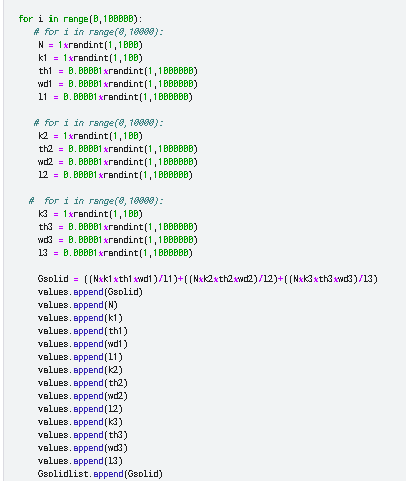 for i in range(0,100000):
# for i in range(0,10000):
N = 1*randint(1,1000)
k1 = 1*randint(1,100)
th1 = 0.00001*randint(1,1000000)
wd1 = 0.00001*randint(1,1000000)
l1 = 0.00001*randint(1,1000000)
# for i in range(0,10000):
k2 = 1*randint(1,100)
th2 = 0.00001*randint(1,1000000)
wd2 = 0.00001*randint(1,1000000)
l2 = 0.00001*randint(1,1000000)
# for i in range(0,10000):
k3 = 1*randint(1,100)
th3 = 0.00001*randint(1,1000000)
wd3 = 0.00001*randint(1,1000000)
l3 = 0.00001*randint(1,1000000)
Gsolid = ((N*k1*th1*wd1)/l1)+((N*k2*th2*wd2)/l2)+((N*k3*th3*wd3)/l3)
values.append(Gsolid)
values.append(N)
values.append(k1)
values.append(th1)
values.append(wd1)
values.append(l1)
values.append(k2)
values.append(th2)
values.append(wd2)
values.append(l2)
values.append(k3)
values.append(th3)
values.append(wd3)
values.append(l3)
Gsolidlist.append(Gsolid)